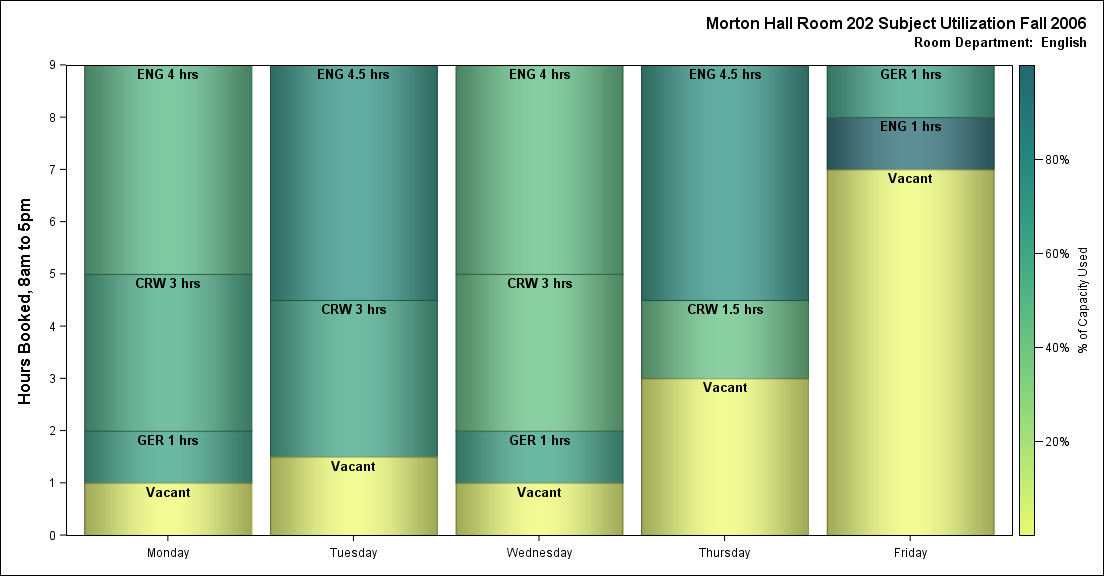 Morton Hall Room 202 Subject Utilization Fall 2006
Room Department:  English
Hours Booked, 8am to 5pm
9
8
7
6
5
4
3
2
1
0
ENG 4 hrs
CRW 3 hrs
GER 1 hrs
Vacant
ENG 4.5 hrs
CRW 3 hrs
Vacant
ENG 4 hrs
CRW 3 hrs
GER 1 hrs
Vacant
ENG 4.5 hrs
CRW 1.5 hrs
Vacant
GER 1 hrs
ENG 1 hrs
Vacant
Monday
Tuesday
Wednesday
Thursday
Friday
80%
60%
40%
20%
% of Capacity Used